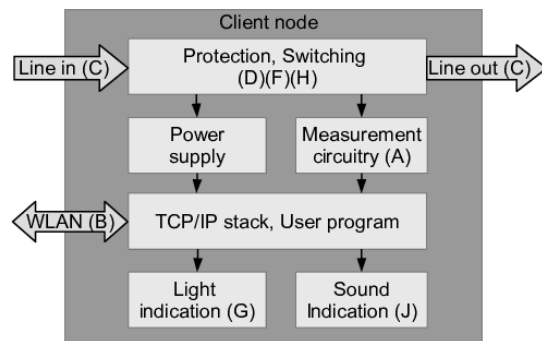 Client node
Line in (C)
Protection, Switching
(D)(F)(H)
Line out (C)
Power
supply
Measurement
circuitry (A)
WLAN (B)
TCP/IP stack, User program
Light
indication (G)
Sound
Indication (J)